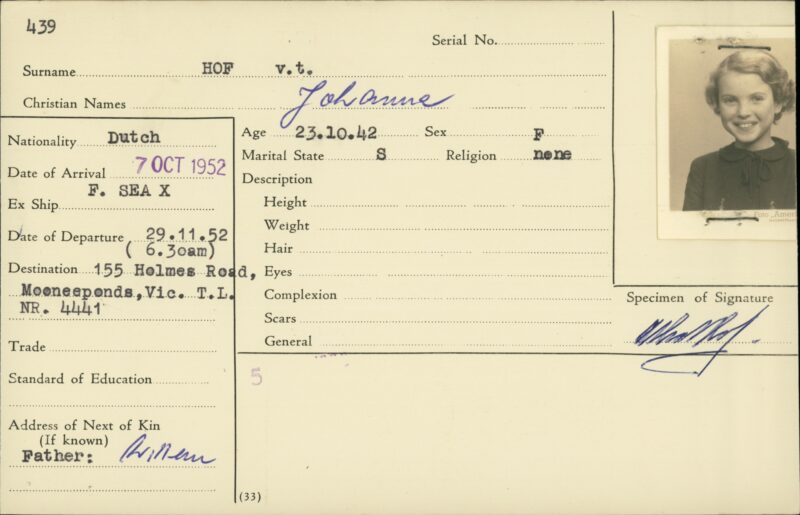 439
Serial No.
Surname HOF v.t.
Christian Names Johanna
Nationality Dutch
Date of Arrival 7 OCT 1952
F. SEA X
Ex Ship
Date of Departure 29.11.52
( 6.30am)
Destination 155 Holmes Road,
Mooneeponds, Vic. T.L.
NR. 4441
Trade
Standard of Education
Address of Next of Kin
(If known)
Father: Willem
Age 23.10.42 Sex F
Marital State S Religion none
Description
Height
Weight
Hair
Eyes
Complexion
Scars
General
5
(33)
Foto
Specimen of Signature